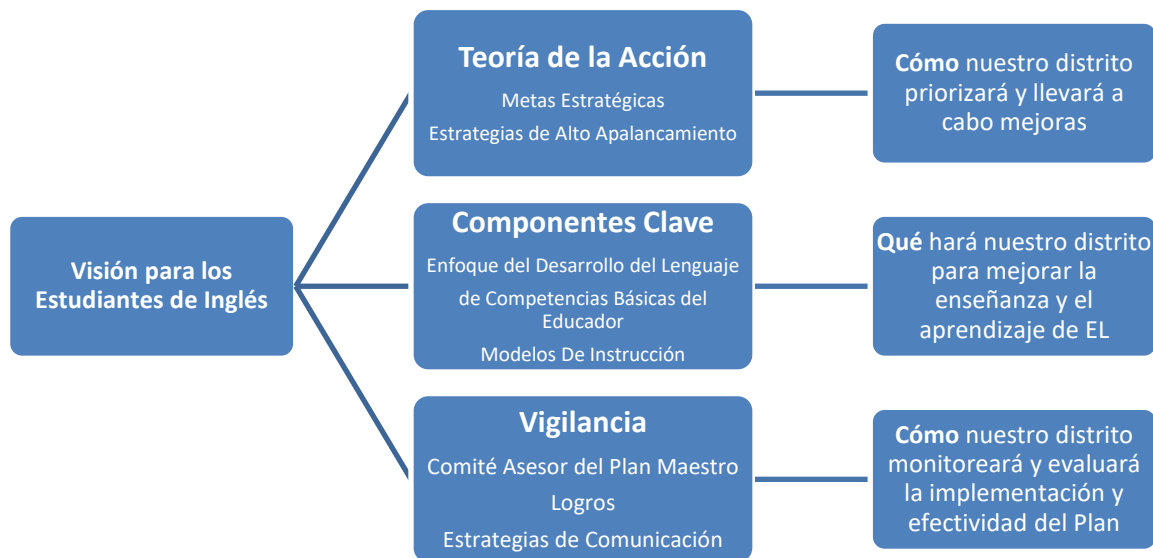 Visión para los
Estudiantes de Inglés
Teoría de la Acción
Metas Estratégicas
Estrategias de Alto Apalancamiento
Cómo nuestro distrito
priorizará y llevará a
cabo mejoras
Componentes Clave
Enfoque del Desarrollo del Lenguaje
de Competencias Básicas del
Educador
Modelos De Instrucción
Qué hará nuestro distrito
para mejorar la
enseñanza y el
aprendizaje de EL
Vigilancia
Comité Asesor del Plan Maestro
Logros
Estrategias de Comunicación
Cómo nuestro distrito
monitoreará y evaluará
la implementación y
efectividad del Plan